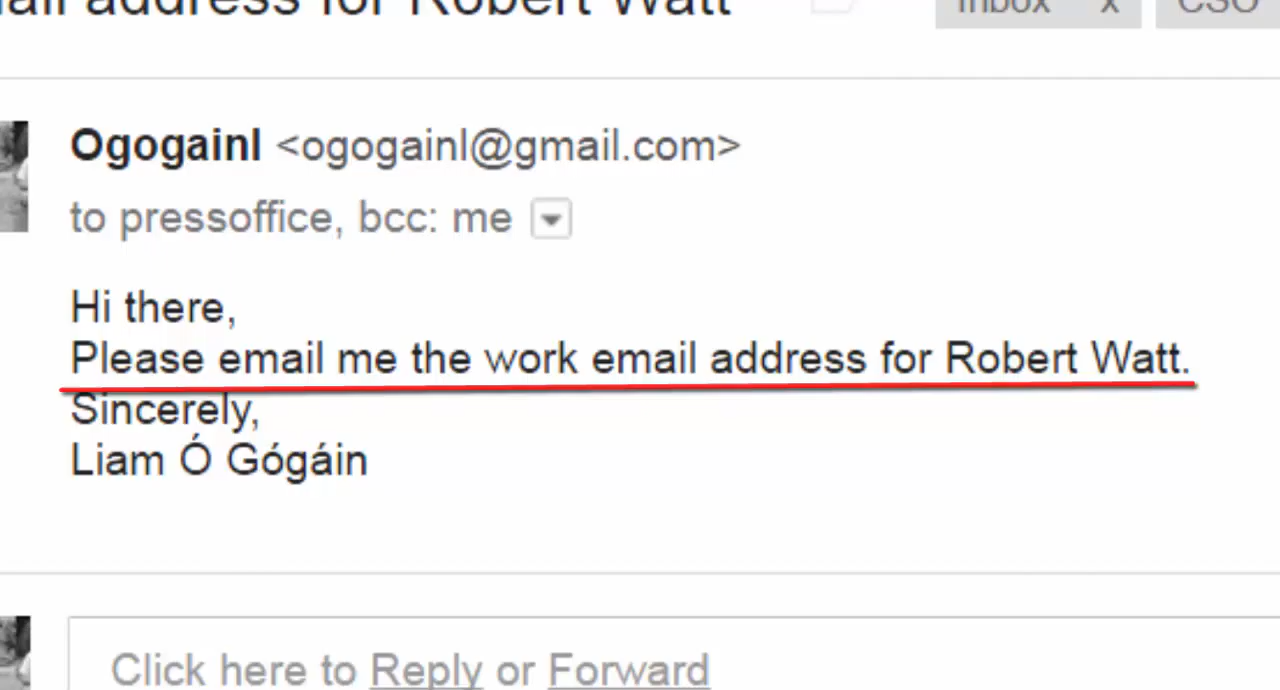 address for Robert Watt
Inbox x CSO
Ogogainl <ogogainl@gmail.com>
to pressoffice, bcc: me
Hi there,
Please email me the work email address for Robert Watt.
Sincerely,
Liam Ó Gógáin
Click here to Reply or Forward